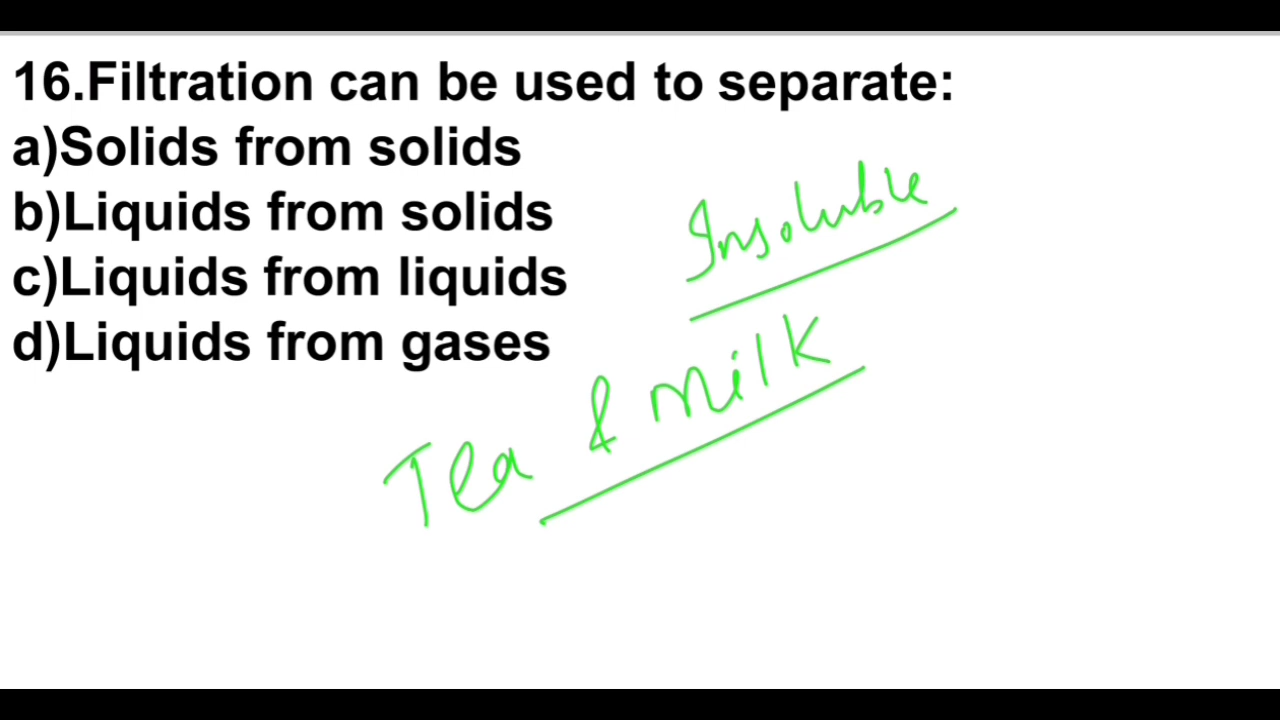 16.Filtration can be used to separate:
a)Solids from solids
b)Liquids from solids
c)Liquids from liquids
d)Liquids from gases
Insoluble
Tea & Milk